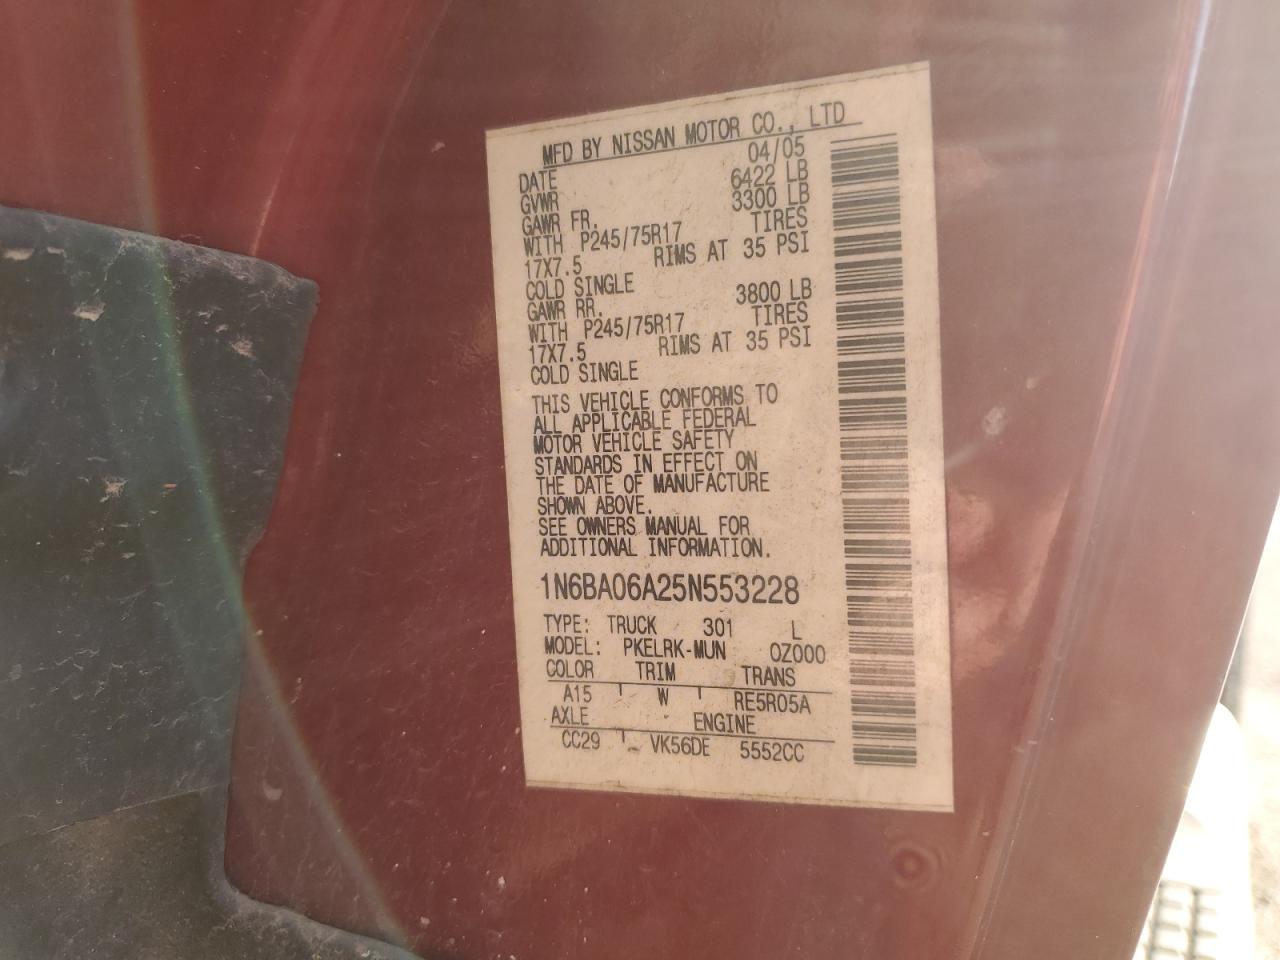 MFD BY NISSAN MOTOR CO., LTD
DATE 04/05
GVWR 6422 LB
GAWR FR. 3300 LB
WITH P245/75R17 TIRES
17X7.5 RIMS AT 35 PSI
COLD SINGLE
GAWR RR. 3800 LB
WITH P245/75R17 TIRES
17X7.5 RIMS AT 35 PSI
COLD SINGLE
THIS VEHICLE CONFORMS TO
ALL APPLICABLE FEDERAL
MOTOR VEHICLE SAFETY
STANDARDS IN EFFECT ON
THE DATE OF MANUFACTURE
SHOWN ABOVE.
SEE OWNERS MANUAL FOR
ADDITIONAL INFORMATION.
1N6BA06A25N553228
TYPE: TRUCK 301 L
MODEL: PKELRK-MUN OZ000
COLOR TRIM TRANS
A15 W RE5R05A
AXLE ENGINE
CC29 VK56DE 5552CC